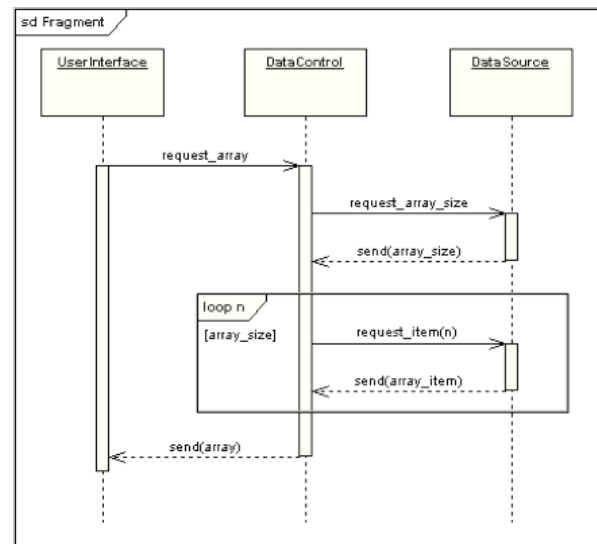 sd Fragment
UserInterface
DataControl
DataSource
request_array
request_array_size
send(array_size)
loop n
[array_size]
request_item(n)
send(array_item)
send(array)